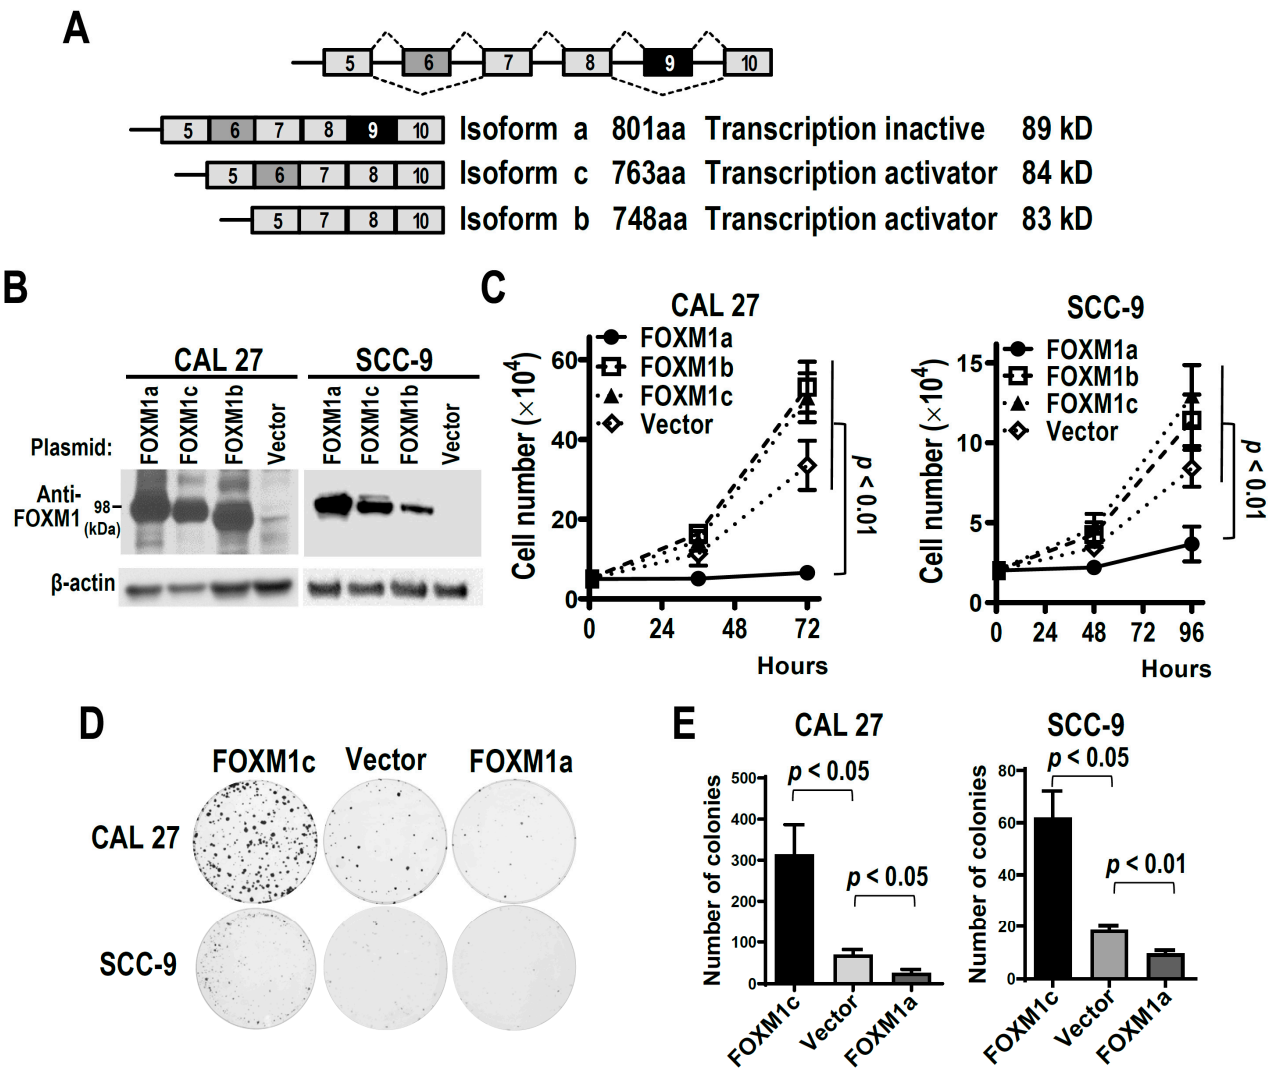 A
5 6 7 8 9 10
5 6 7 8 9 10 Isoform a 801aa Transcription inactive 89 kD
5 6 7 8 10 Isoform c 763aa Transcription activator 84 kD
5 7 8 10 Isoform b 748aa Transcription activator 83 kD
B
CAL 27 SCC-9
Plasmid: FOXM1a FOXM1c FOXM1b Vector FOXM1a FOXM1c FOXM1b Vector
Anti-
FOXM1
98
(kDa)
β-actin
C
CAL 27
FOXM1a
FOXM1b
FOXM1c
Vector
Cell number (×10⁴)
60
40
20
0
0 24 48 72
Hours
p < 0.01
SCC-9
FOXM1a
FOXM1b
FOXM1c
Vector
Cell number (×10⁴)
15
10
5
0
0 24 48 72 96
Hours
p < 0.01
D
FOXM1c Vector FOXM1a
CAL 27
SCC-9
E
CAL 27
Number of colonies
500
400
300
200
100
0
p < 0.05
p < 0.05
FOXM1c Vector FOXM1a
SCC-9
Number of colonies
80
60
40
20
0
p < 0.05
p < 0.01
FOXM1c Vector FOXM1a